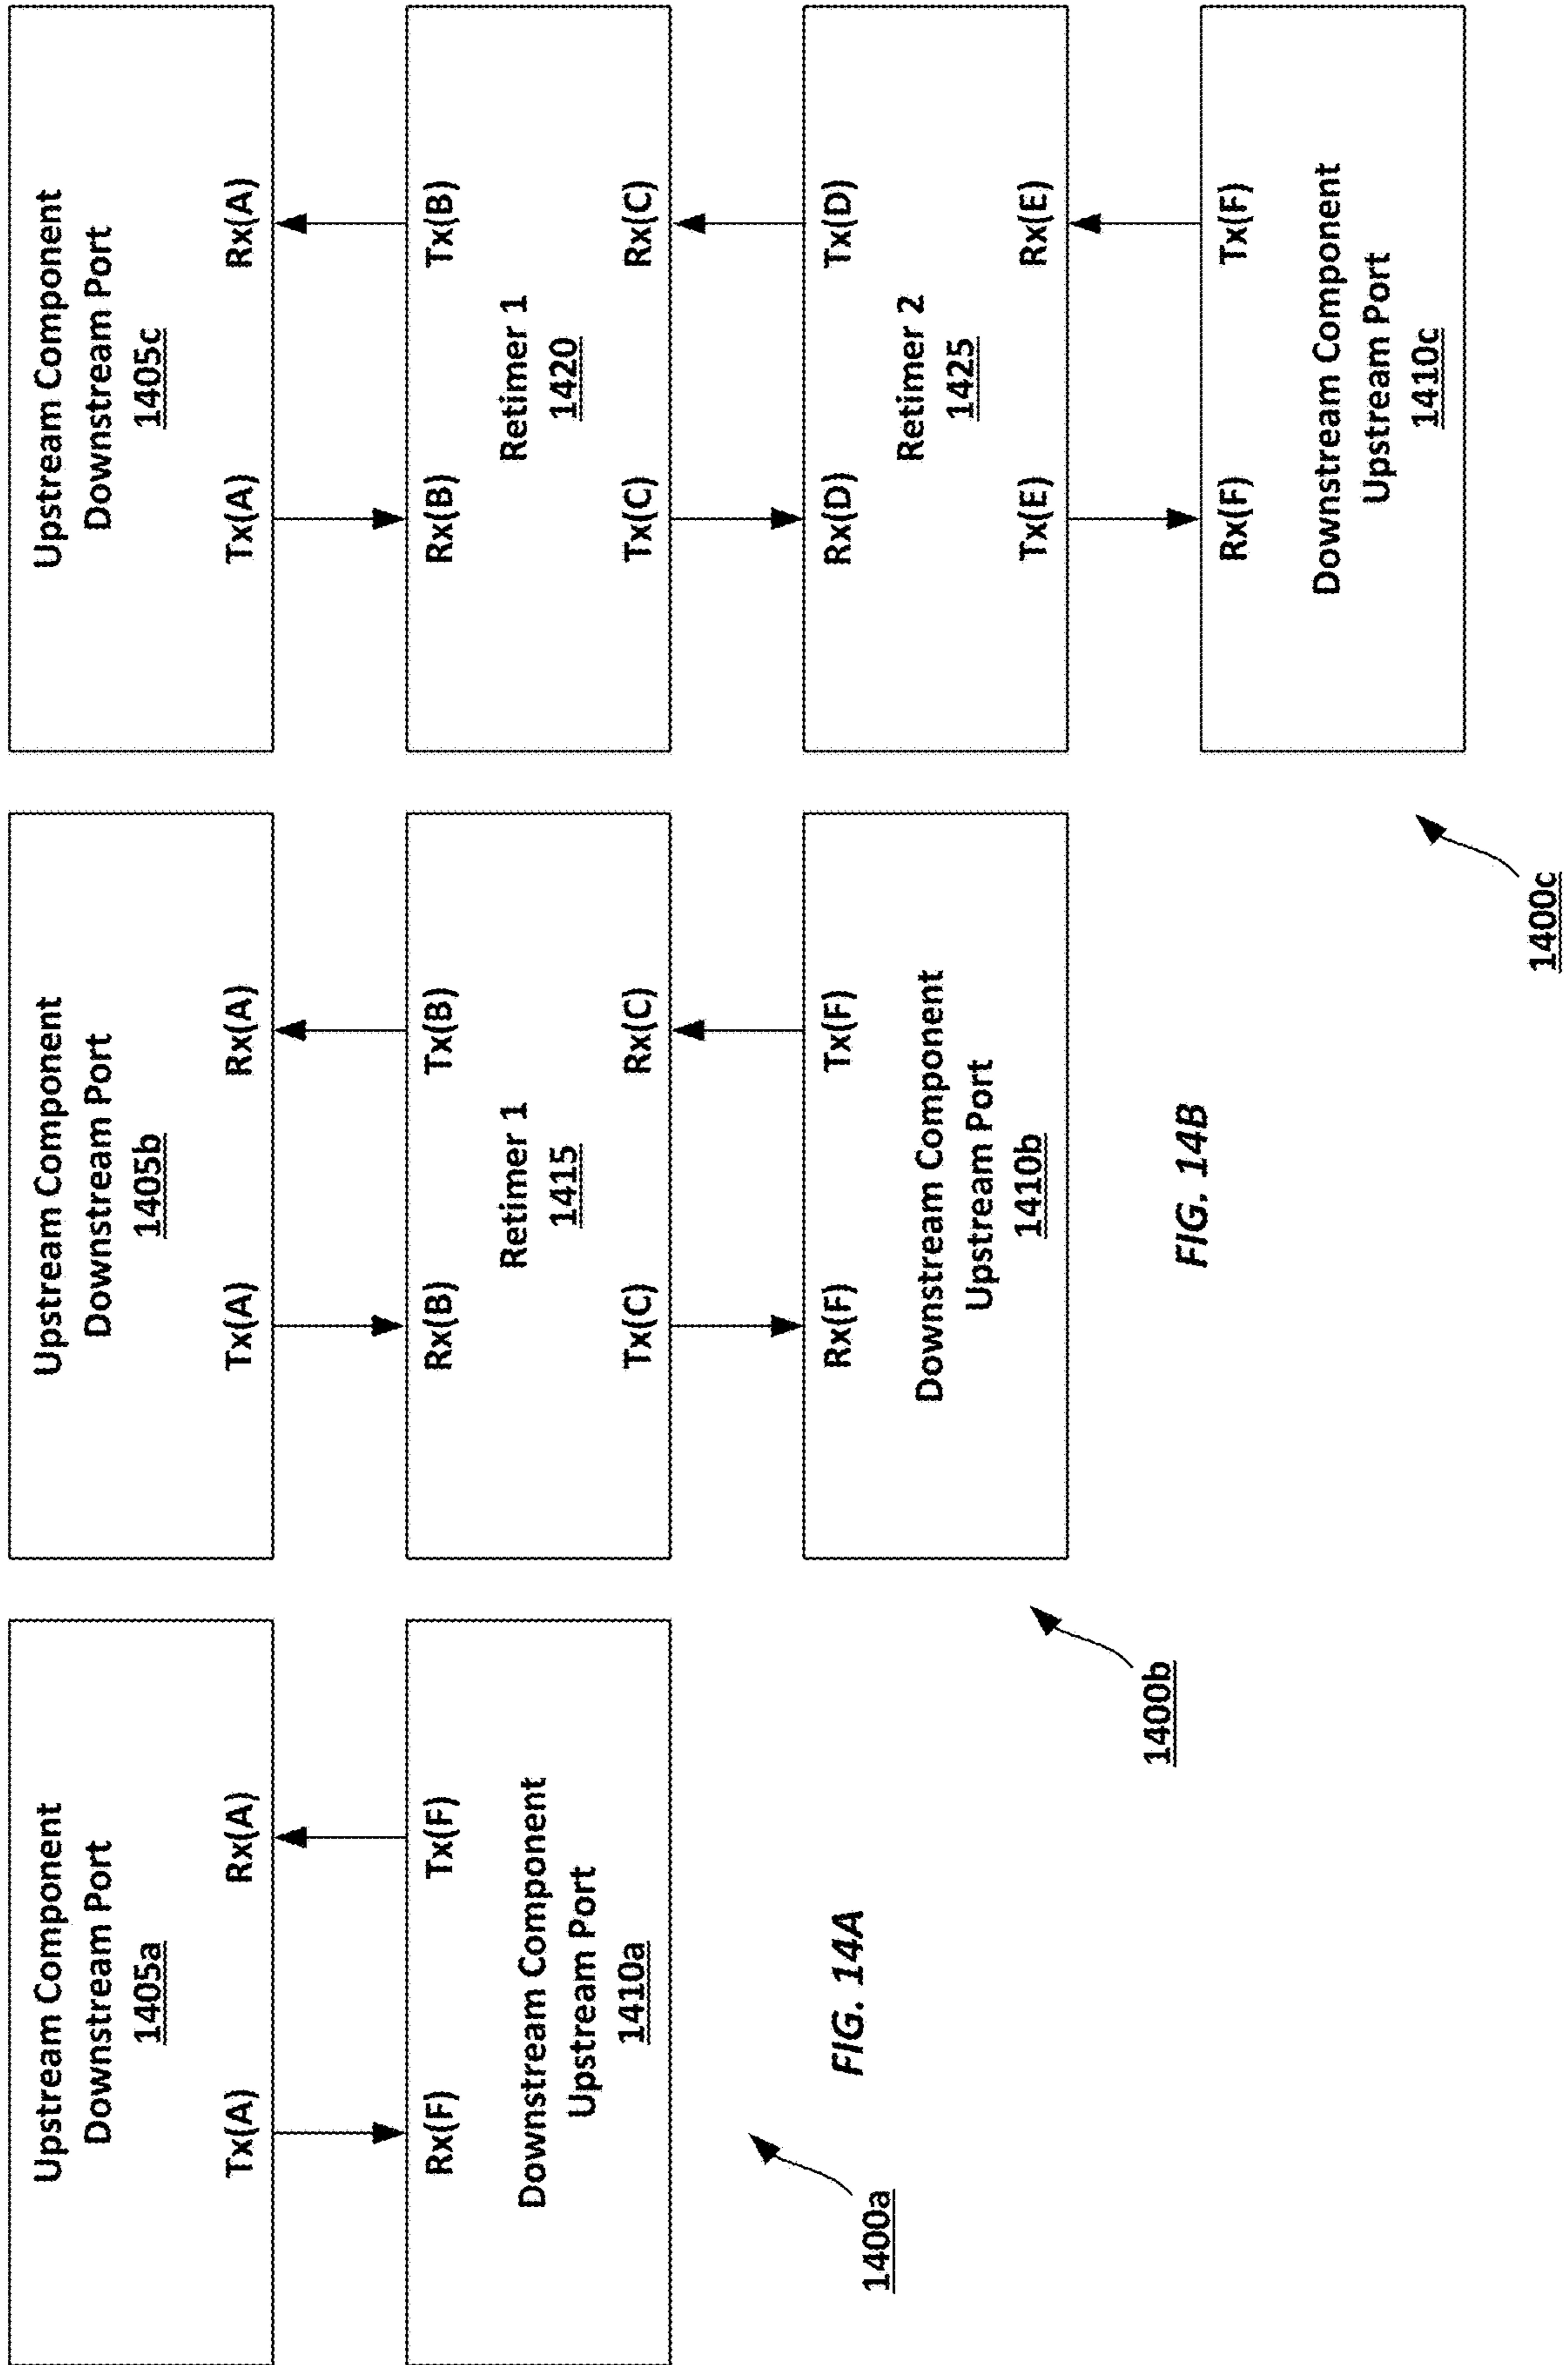 Upstream Component
Downstream Port
1405a
Tx(A)
Rx(A)
Rx(F)
Tx(F)
Downstream Component
Upstream Port
1410a
FIG. 14A
1400a
Upstream Component
Downstream Port
1405b
Tx(A)
Rx(A)
Rx(B)
Tx(B)
Retimer 1
1415
Tx(C)
Rx(C)
Rx(F)
Tx(F)
Downstream Component
Upstream Port
1410b
FIG. 14B
1400b
Upstream Component
Downstream Port
1405c
Tx(A)
Rx(A)
Rx(B)
Tx(B)
Retimer 1
1420
Tx(C)
Rx(C)
Rx(D)
Tx(D)
Retimer 2
1425
Tx(E)
Rx(E)
Rx(F)
Tx(F)
Downstream Component
Upstream Port
1410c
1400c